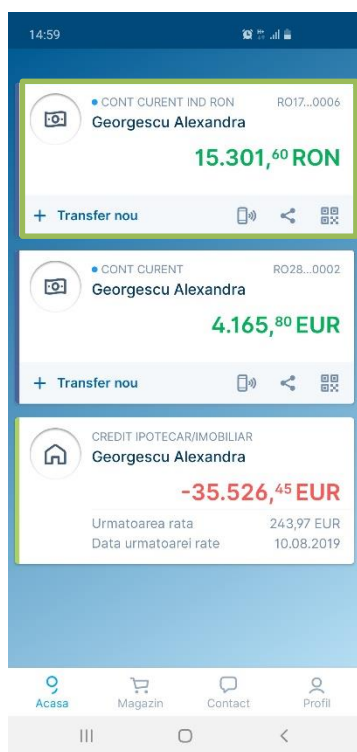 14:59
CONT CURENT IND RON RO17...0006
Georgescu Alexandra
15.301,60 RON
+ Transfer nou
CONT CURENT RO28...0002
Georgescu Alexandra
4.165,80 EUR
+ Transfer nou
CREDIT IPOTECAR/IMOBILIAR
Georgescu Alexandra
-35.526,45 EUR
Urmatoarea rata 243,97 EUR
Data urmatoarei rate 10.08.2019
Acasa Magazin Contact Profil